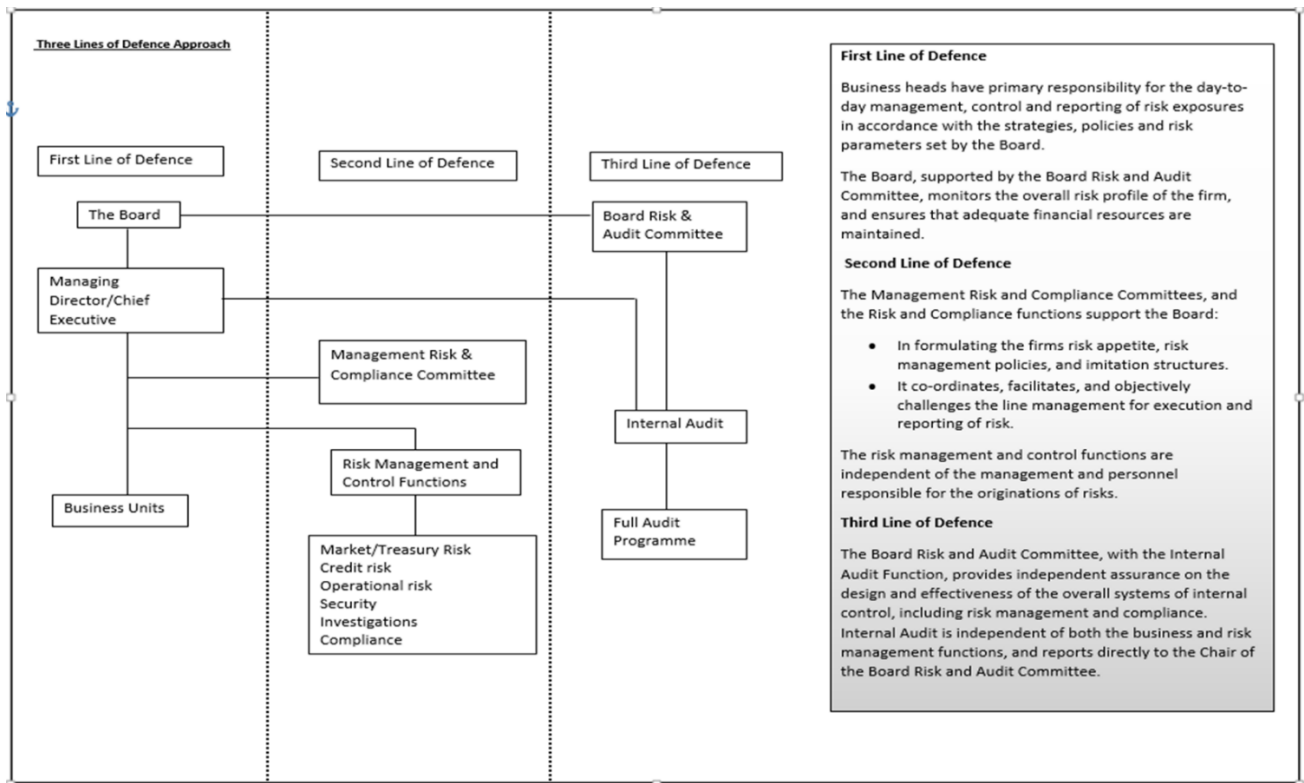 Three Lines of Defence Approach
First Line of Defence
The Board
Managing
Director/Chief
Executive
Business Units
Second Line of Defence
Management Risk &
Compliance Committee
Risk Management and
Control Functions
Market/Treasury Risk
Credit risk
Operational risk
Security
Investigations
Compliance
Third Line of Defence
Board Risk &
Audit Committee
Internal Audit
Full Audit
Programme
First Line of Defence
Business heads have primary responsibility for the day-to-
day management, control and reporting of risk exposures
in accordance with the strategies, policies and risk
parameters set by the Board.
The Board, supported by the Board Risk and Audit
Committee, monitors the overall risk profile of the firm,
and ensures that adequate financial resources are
maintained.
Second Line of Defence
The Management Risk and Compliance Committees, and
the Risk and Compliance functions support the Board:
• In formulating the firms risk appetite, risk
management policies, and imitation structures.
• It co-ordinates, facilitates, and objectively
challenges the line management for execution and
reporting of risk.
The risk management and control functions are
independent of the management and personnel
responsible for the originations of risks.
Third Line of Defence
The Board Risk and Audit Committee, with the Internal
Audit Function, provides independent assurance on the
design and effectiveness of the overall systems of internal
control, including risk management and compliance.
Internal Audit is independent of both the business and risk
management functions, and reports directly to the Chair of
the Board Risk and Audit Committee.